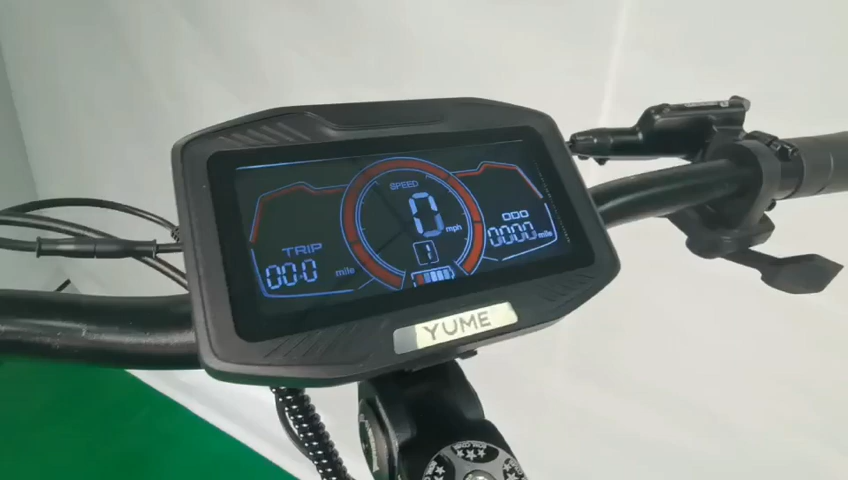 SPEED
0 mph
1
TRIP
00.0 mile
ODO
0000 mile
YUME